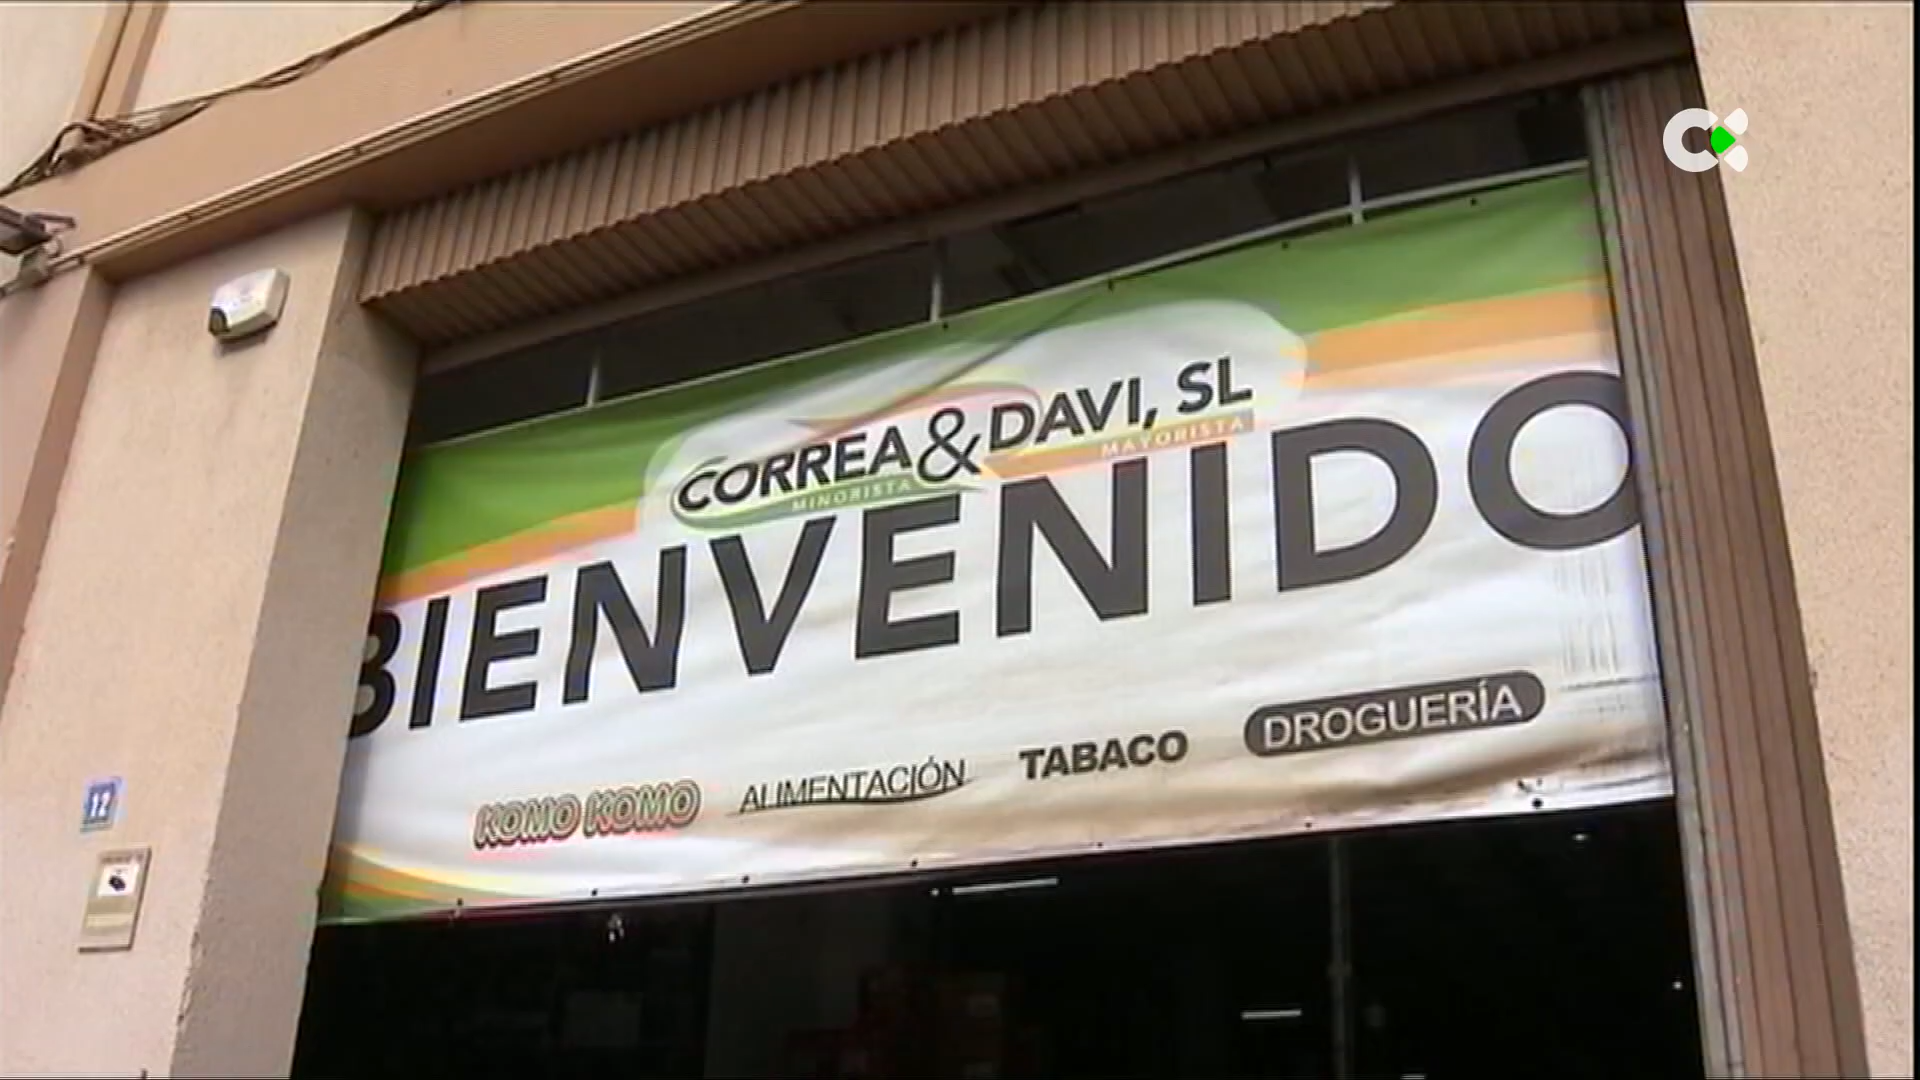 CORREA & DAVI, SL
MINORISTA
MAYORISTA
BIENVENIDO
KOMO KOMO
ALIMENTACIÓN
TABACO
DROGUERÍA
12